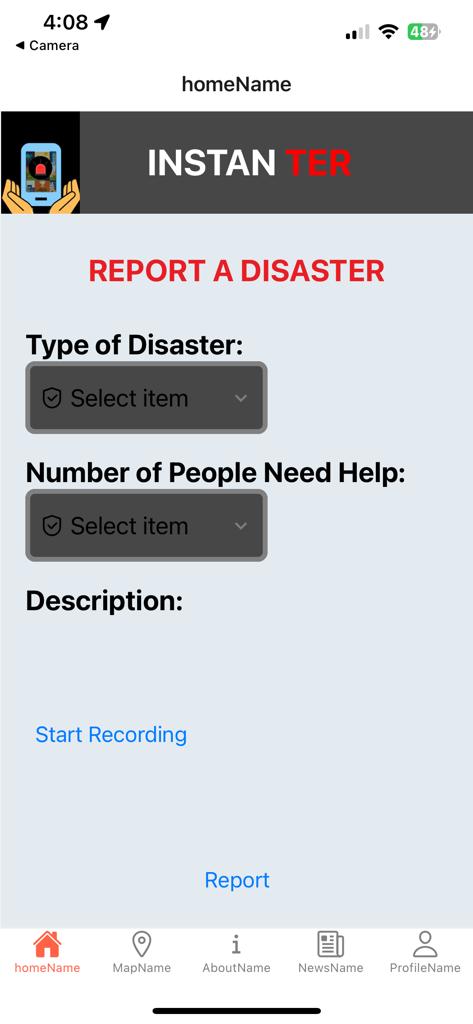 4:08
48
◀ Camera
homeName
INSTAN TER
REPORT A DISASTER
Type of Disaster:
Select item
Number of People Need Help:
Select item
Description:
Start Recording
Report
homeName MapName AboutName NewsName ProfileName